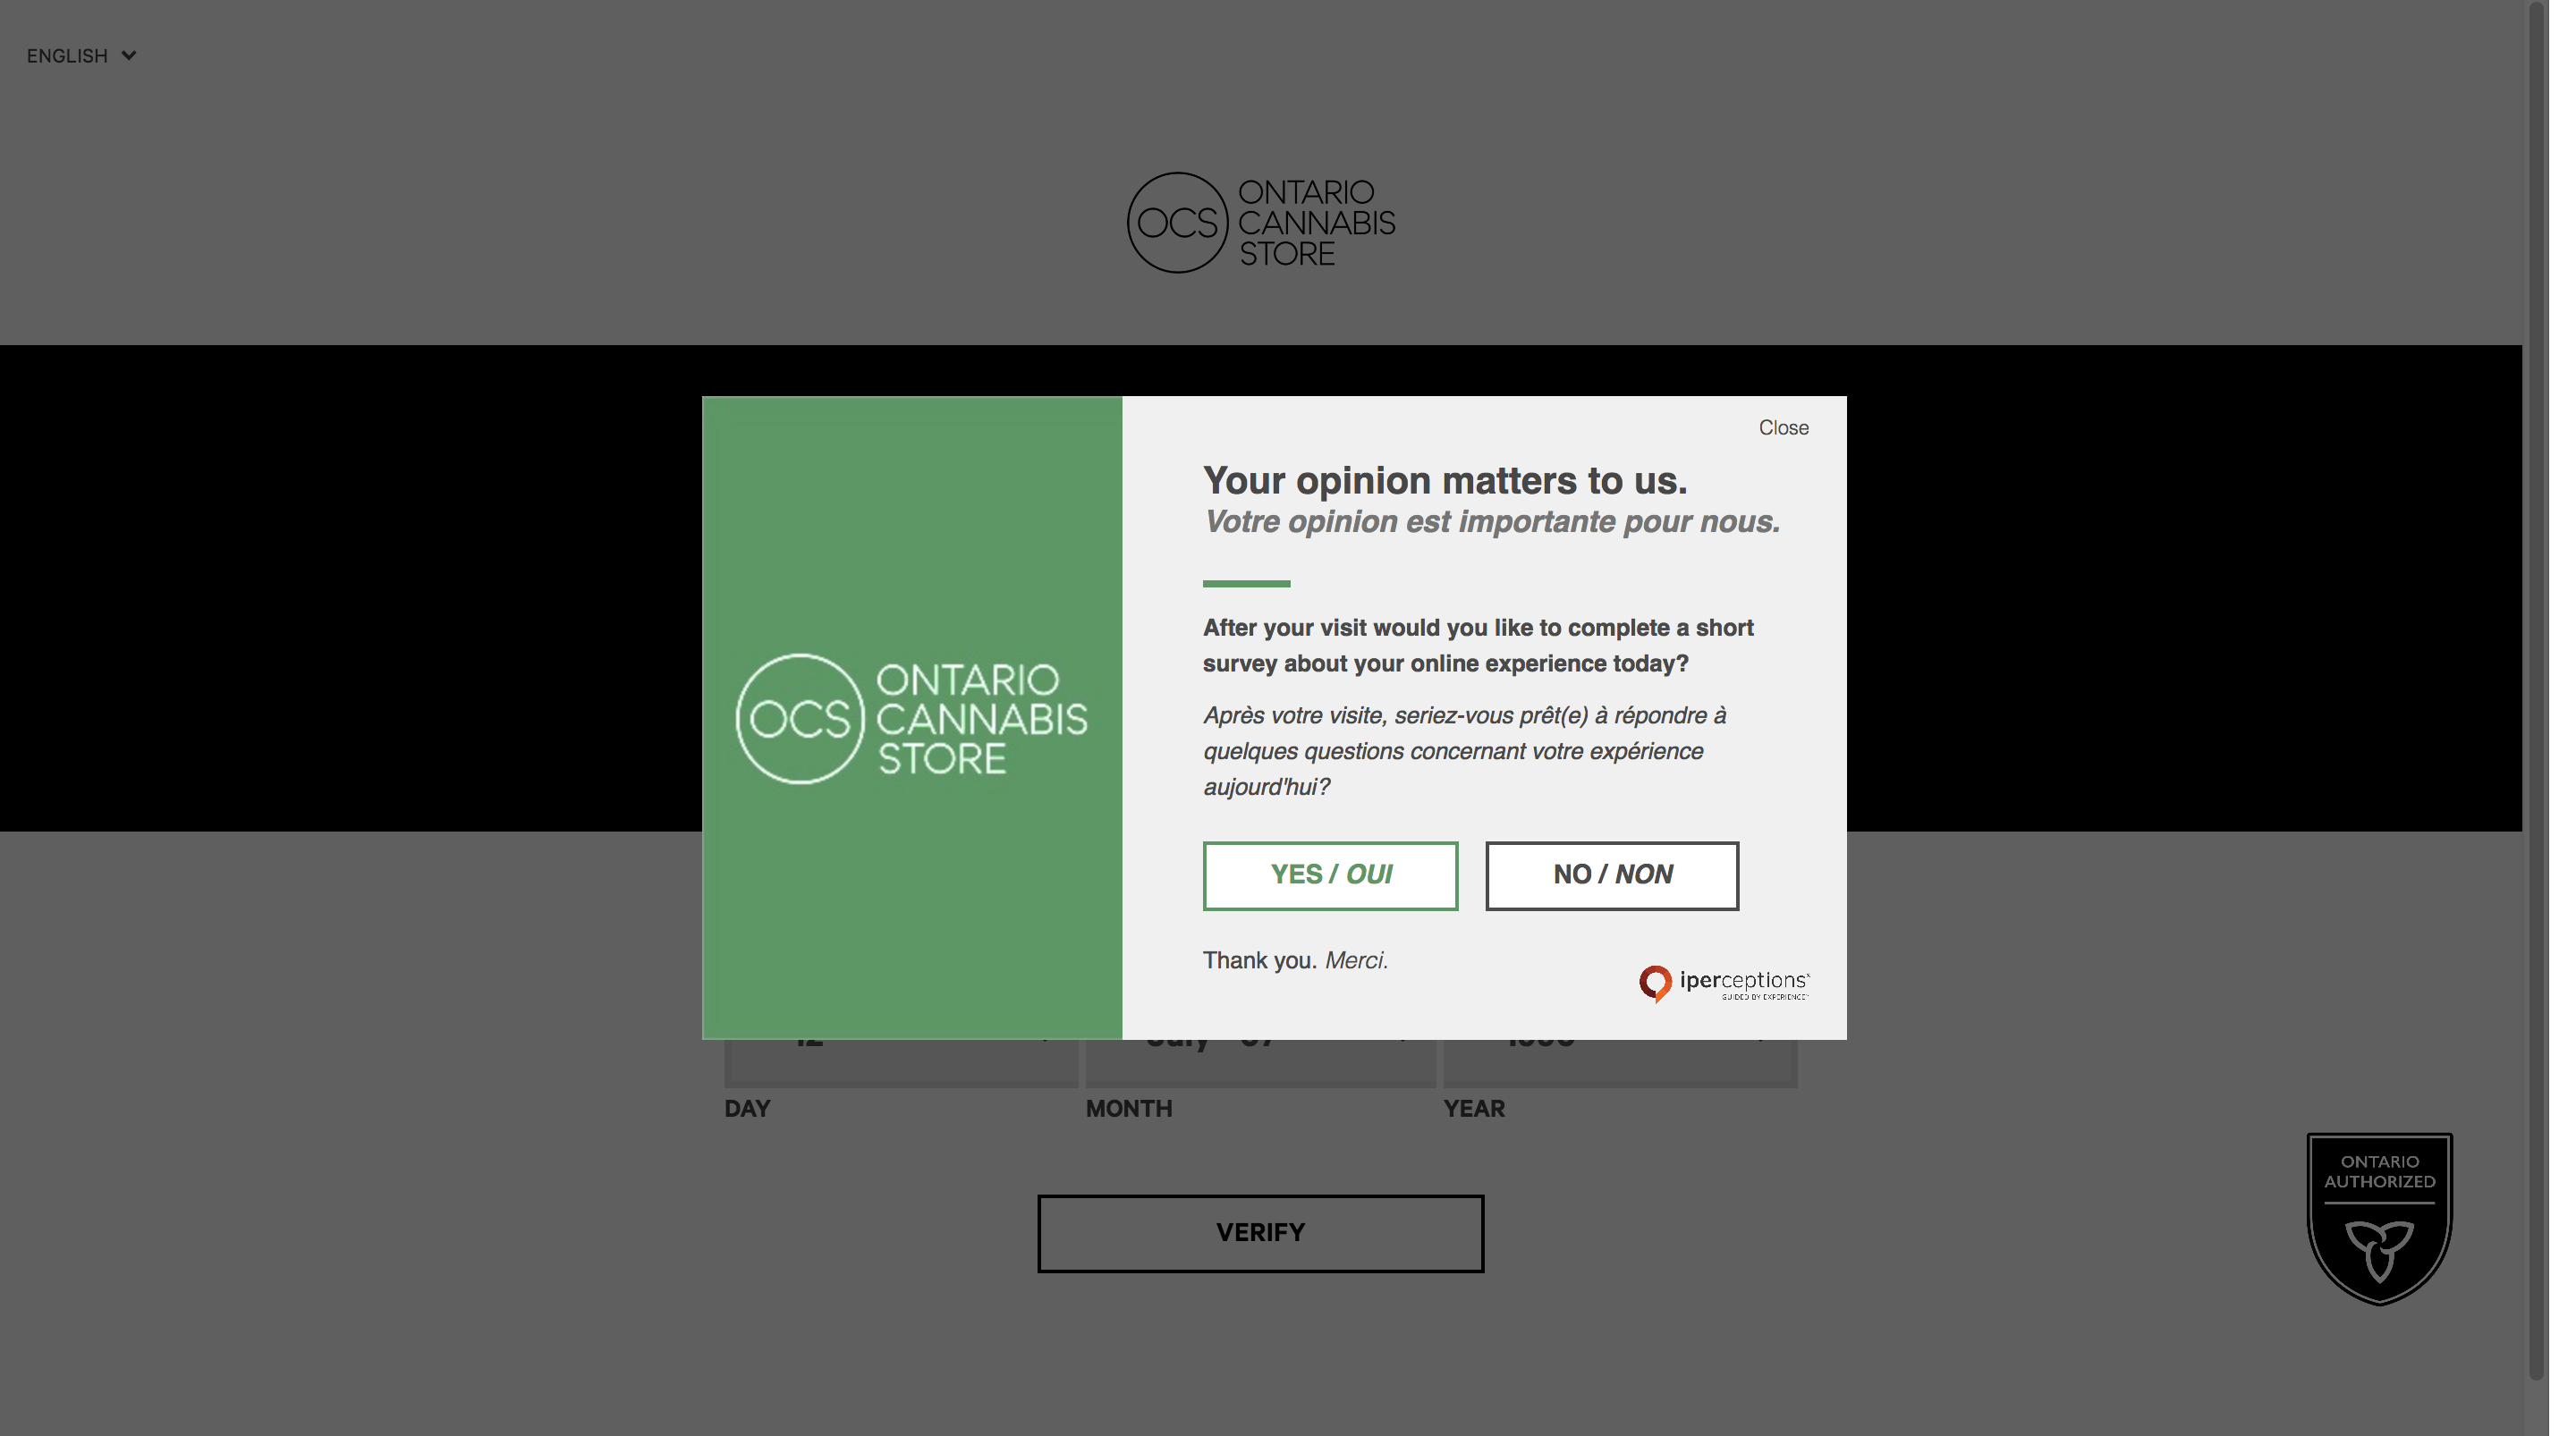 ENGLISH
OCS
ONTARIO
CANNABIS
STORE
Close
Your opinion matters to us.
Votre opinion est importante pour nous.
After your visit would you like to complete a short
survey about your online experience today?
Après votre visite, seriez-vous prêt(e) à répondre à
quelques questions concernant votre expérience
aujourd'hui?
OCS
ONTARIO
CANNABIS
STORE
YES / OUI
NO / NON
Thank you. Merci.
iperceptions
GUIDED BY EXPERIENCE
DAY
MONTH
YEAR
VERIFY
ONTARIO
AUTHORIZED